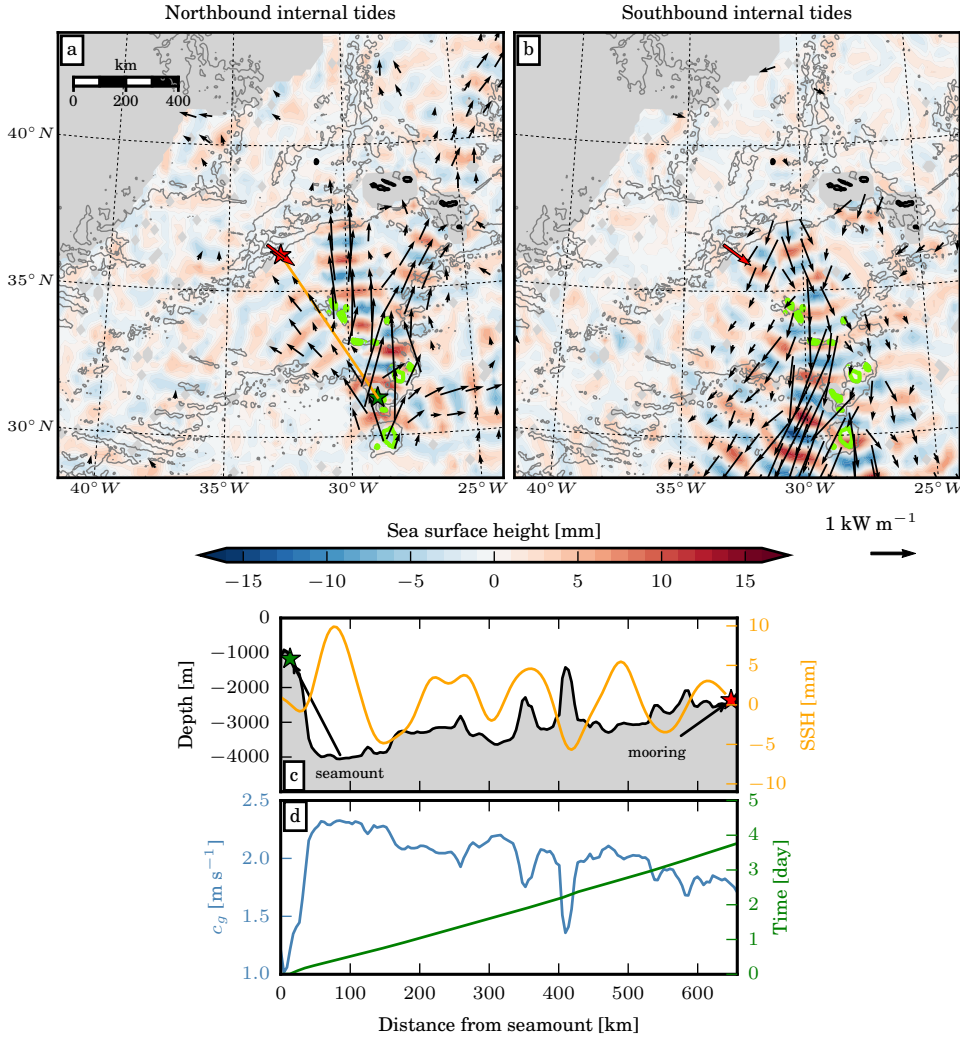 Northbound internal tides
Southbound internal tides
a
km
0 200 400
b
40° N
35° N
30° N
40° W
35° W
30° W
25° W
40° W
35° W
30° W
25° W
Sea surface height [mm]
1 kW m⁻¹
−15 −10 −5 0 5 10 15
Depth [m]
0
−1000
−2000
−3000
−4000
c
seamount
mooring
10
5
0
−5
−10
SSH [mm]
c_g [m s⁻¹]
2.5
2.0
1.5
1.0
d
5
4
3
2
1
0
Time [day]
0 100 200 300 400 500 600
Distance from seamount [km]